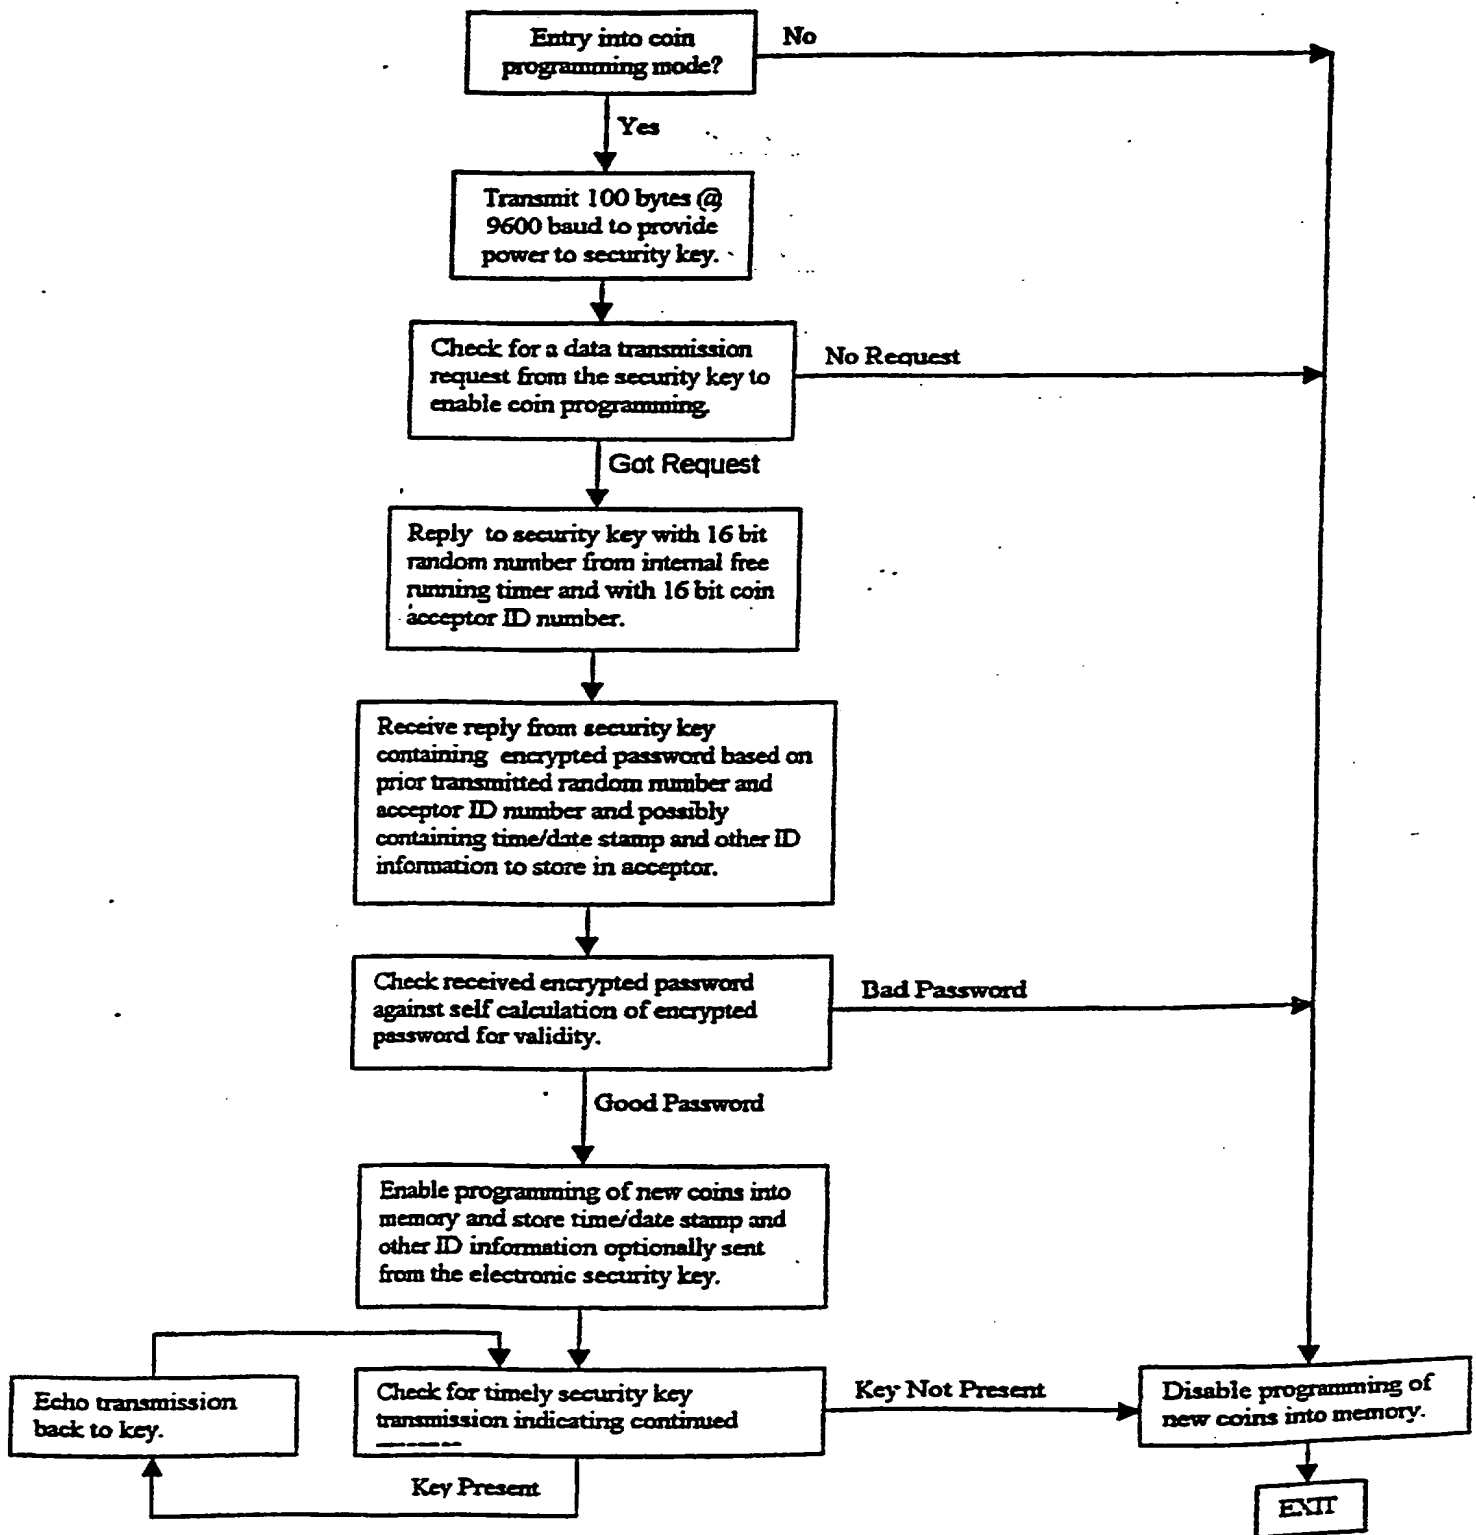 Entry into coin
programming mode?
No
Yes
Transmit 100 bytes @
9600 baud to provide
power to security key.
Check for a data transmission
request from the security key to
enable coin programming.
No Request
Got Request
Reply to security key with 16 bit
random number from internal free
running timer and with 16 bit coin
acceptor ID number.
Receive reply from security key
containing encrypted password based on
prior transmitted random number and
acceptor ID number and possibly
containing time/date stamp and other ID
information to store in acceptor.
Check received encrypted password
against self calculation of encrypted
password for validity.
Bad Password
Good Password
Enable programming of new coins into
memory and store time/date stamp and
other ID information optionally sent
from the electronic security key.
Echo transmission
back to key.
Check for timely security key
transmission indicating continued
Key Not Present
Key Present
Disable programming of
new coins into memory.
EXIT